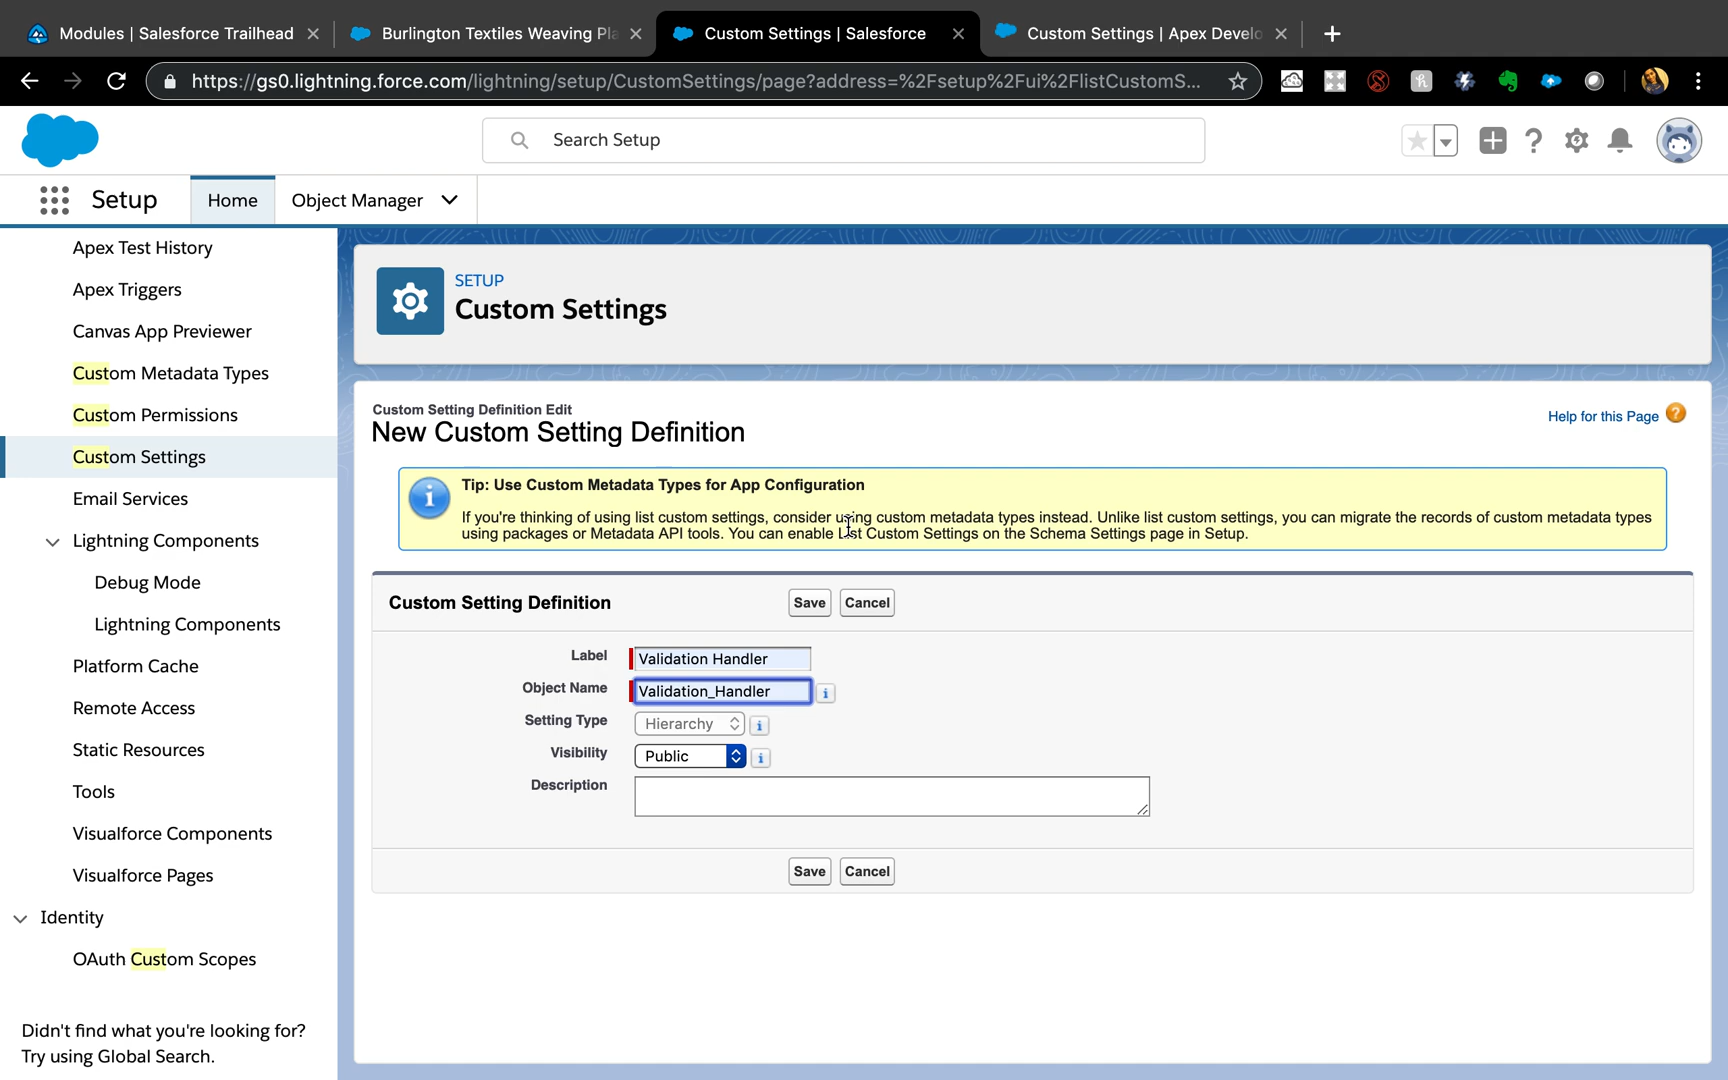 Modules | Salesforce Trailhead
Burlington Textiles Weaving Pla
Custom Settings | Salesforce
Custom Settings | Apex Develo
https://gs0.lightning.force.com/lightning/setup/CustomSettings/page?address=%2Fsetup%2Fui%2FlistCustomS...
Search Setup
Setup
Home
Object Manager
Apex Test History
Apex Triggers
Canvas App Previewer
Custom Metadata Types
Custom Permissions
Custom Settings
Email Services
Lightning Components
Debug Mode
Lightning Components
Platform Cache
Remote Access
Static Resources
Tools
Visualforce Components
Visualforce Pages
Identity
OAuth Custom Scopes
Didn't find what you're looking for?
Try using Global Search.
SETUP
Custom Settings
Custom Setting Definition Edit
New Custom Setting Definition
Help for this Page
Tip: Use Custom Metadata Types for App Configuration
If you're thinking of using list custom settings, consider using custom metadata types instead. Unlike list custom settings, you can migrate the records of custom metadata types
using packages or Metadata API tools. You can enable List Custom Settings on the Schema Settings page in Setup.
Custom Setting Definition
Save
Cancel
Label
Validation Handler
Object Name
Validation_Handler
Setting Type
Hierarchy
Visibility
Public
Description
Save
Cancel